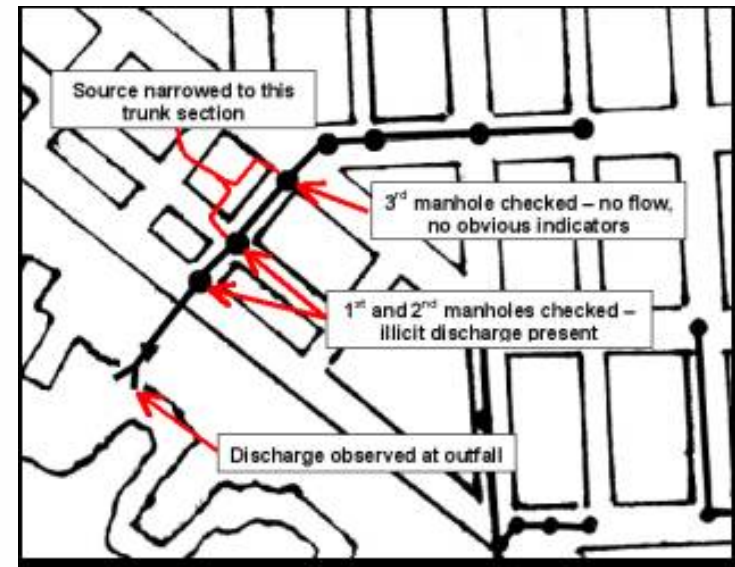 Source narrowed to this
trunk section
3rd manhole checked – no flow,
no obvious indicators
1st and 2nd manholes checked –
illicit discharge present
Discharge observed at outfall